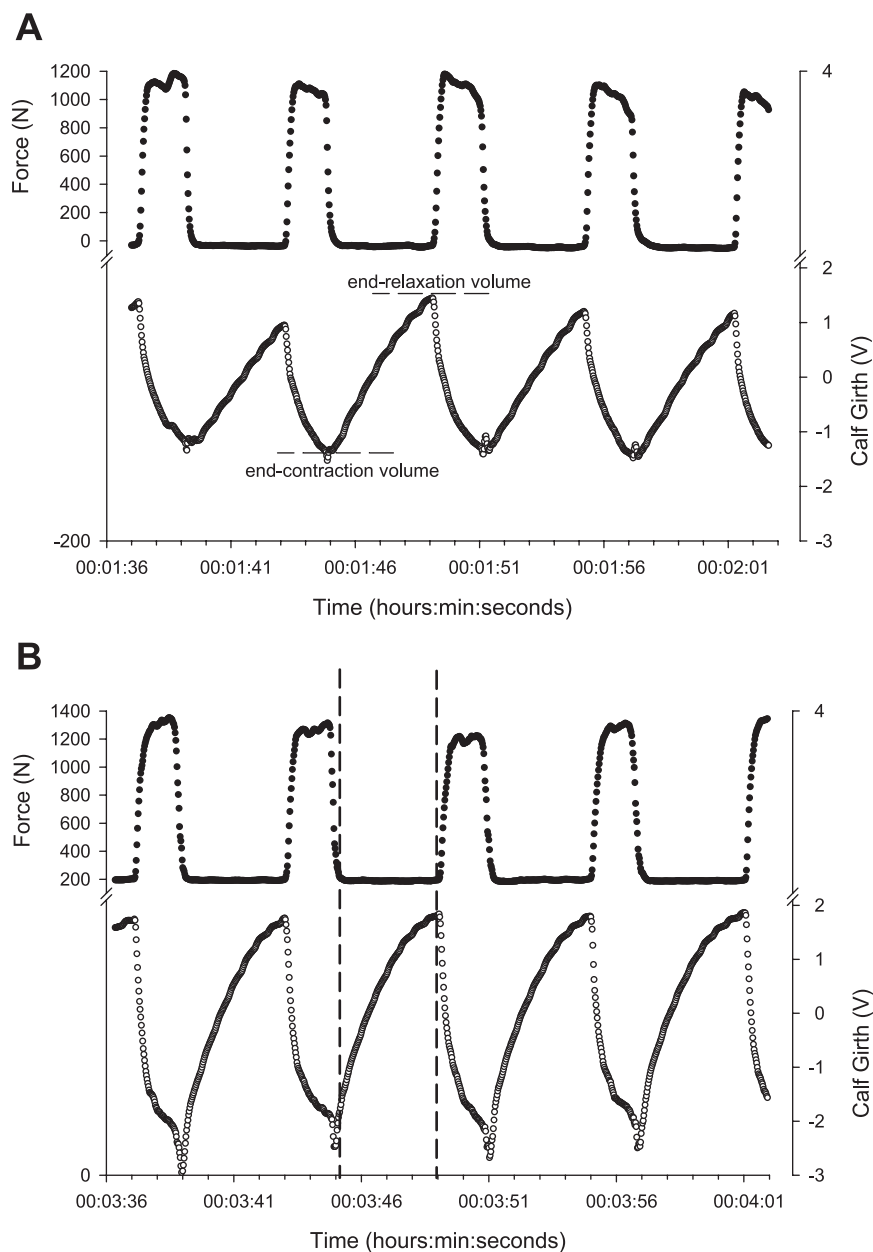 A
Force (N)
1200
1000
800
600
400
200
0
-200
4
2
1
0
-1
-2
-3
Calf Girth (V)
end-relaxation volume
end-contraction volume
00:01:36 00:01:41 00:01:46 00:01:51 00:01:56 00:02:01
Time (hours:min:seconds)
B
Force (N)
1400
1200
1000
800
600
400
200
0
4
2
1
0
-1
-2
-3
Calf Girth (V)
00:03:36 00:03:41 00:03:46 00:03:51 00:03:56 00:04:01
Time (hours:min:seconds)